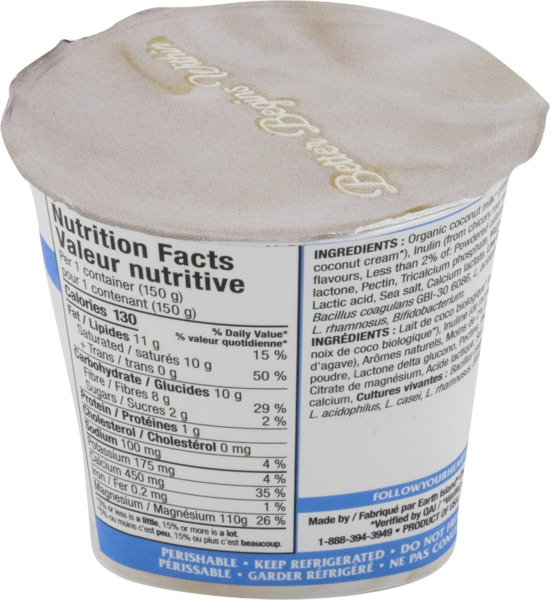 Better Begins Within
Nutrition Facts
Valeur nutritive
Per 1 container (150 g)
pour 1 contenant (150 g)
Calories 130
% Daily Value*
% valeur quotidienne*
Fat / Lipides 11 g 15 %
Saturated / saturés 10 g
+ Trans / trans 0 g 50 %
Carbohydrate / Glucides 10 g
Fibre / Fibres 8 g 29 %
Sugars / Sucres 2 g 2 %
Protein / Protéines 1 g
Cholesterol / Cholestérol 0 mg
Sodium 100 mg 4 %
Potassium 175 mg 4 %
Calcium 450 mg 35 %
Iron / Fer 0.2 mg 1 %
Magnesium / Magnésium 110g 26 %
or less is a little, 15% or more is a lot.
ou moins c'est peu, 15% ou plus c'est beaucoup.
INGREDIENTS : Organic coconut milk
coconut cream*), Inulin (from chicory
flavours, Less than 2% of: Powdered
lactone, Pectin, Tricalcium phosphate,
Lactic acid, Sea salt, Calcium lactate,
Bacillus coagulans GBI-30 6086, L.
L. rhamnosus, Bifidobacterium.
INGRÉDIENTS : Lait de coco biologique
noix de coco biologique*), Inuline
d'agave), Arômes naturels, Moins de
poudre, Lactone delta glucono,
Citrate de magnésium, Acide lactique,
calcium, Cultures vivantes :
L. acidophilus, L. casei, L. rhamnosus
FOLLOWYOURHEART
Made by / Fabriqué par Earth Island
*Verified by QAI /
1-888-394-3949 • PRODUCT OF
PERISHABLE • KEEP REFRIGERATED • DO NOT
PÉRISSABLE • GARDER RÉFRIGÉRÉ • NE PAS